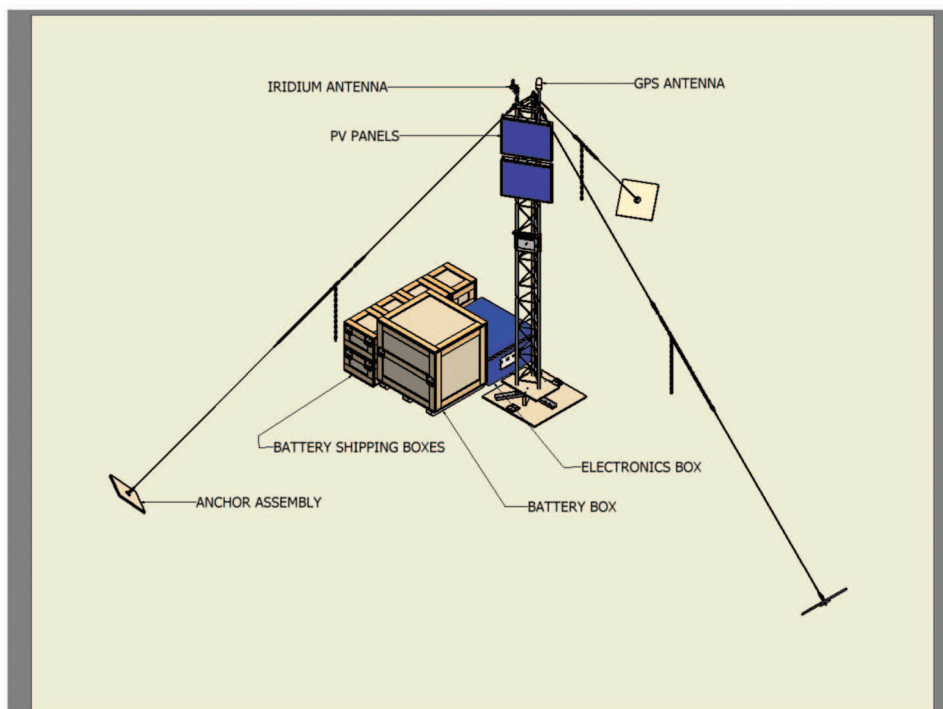 IRIDIUM ANTENNA
GPS ANTENNA
PV PANELS
BATTERY SHIPPING BOXES
ELECTRONICS BOX
ANCHOR ASSEMBLY
BATTERY BOX